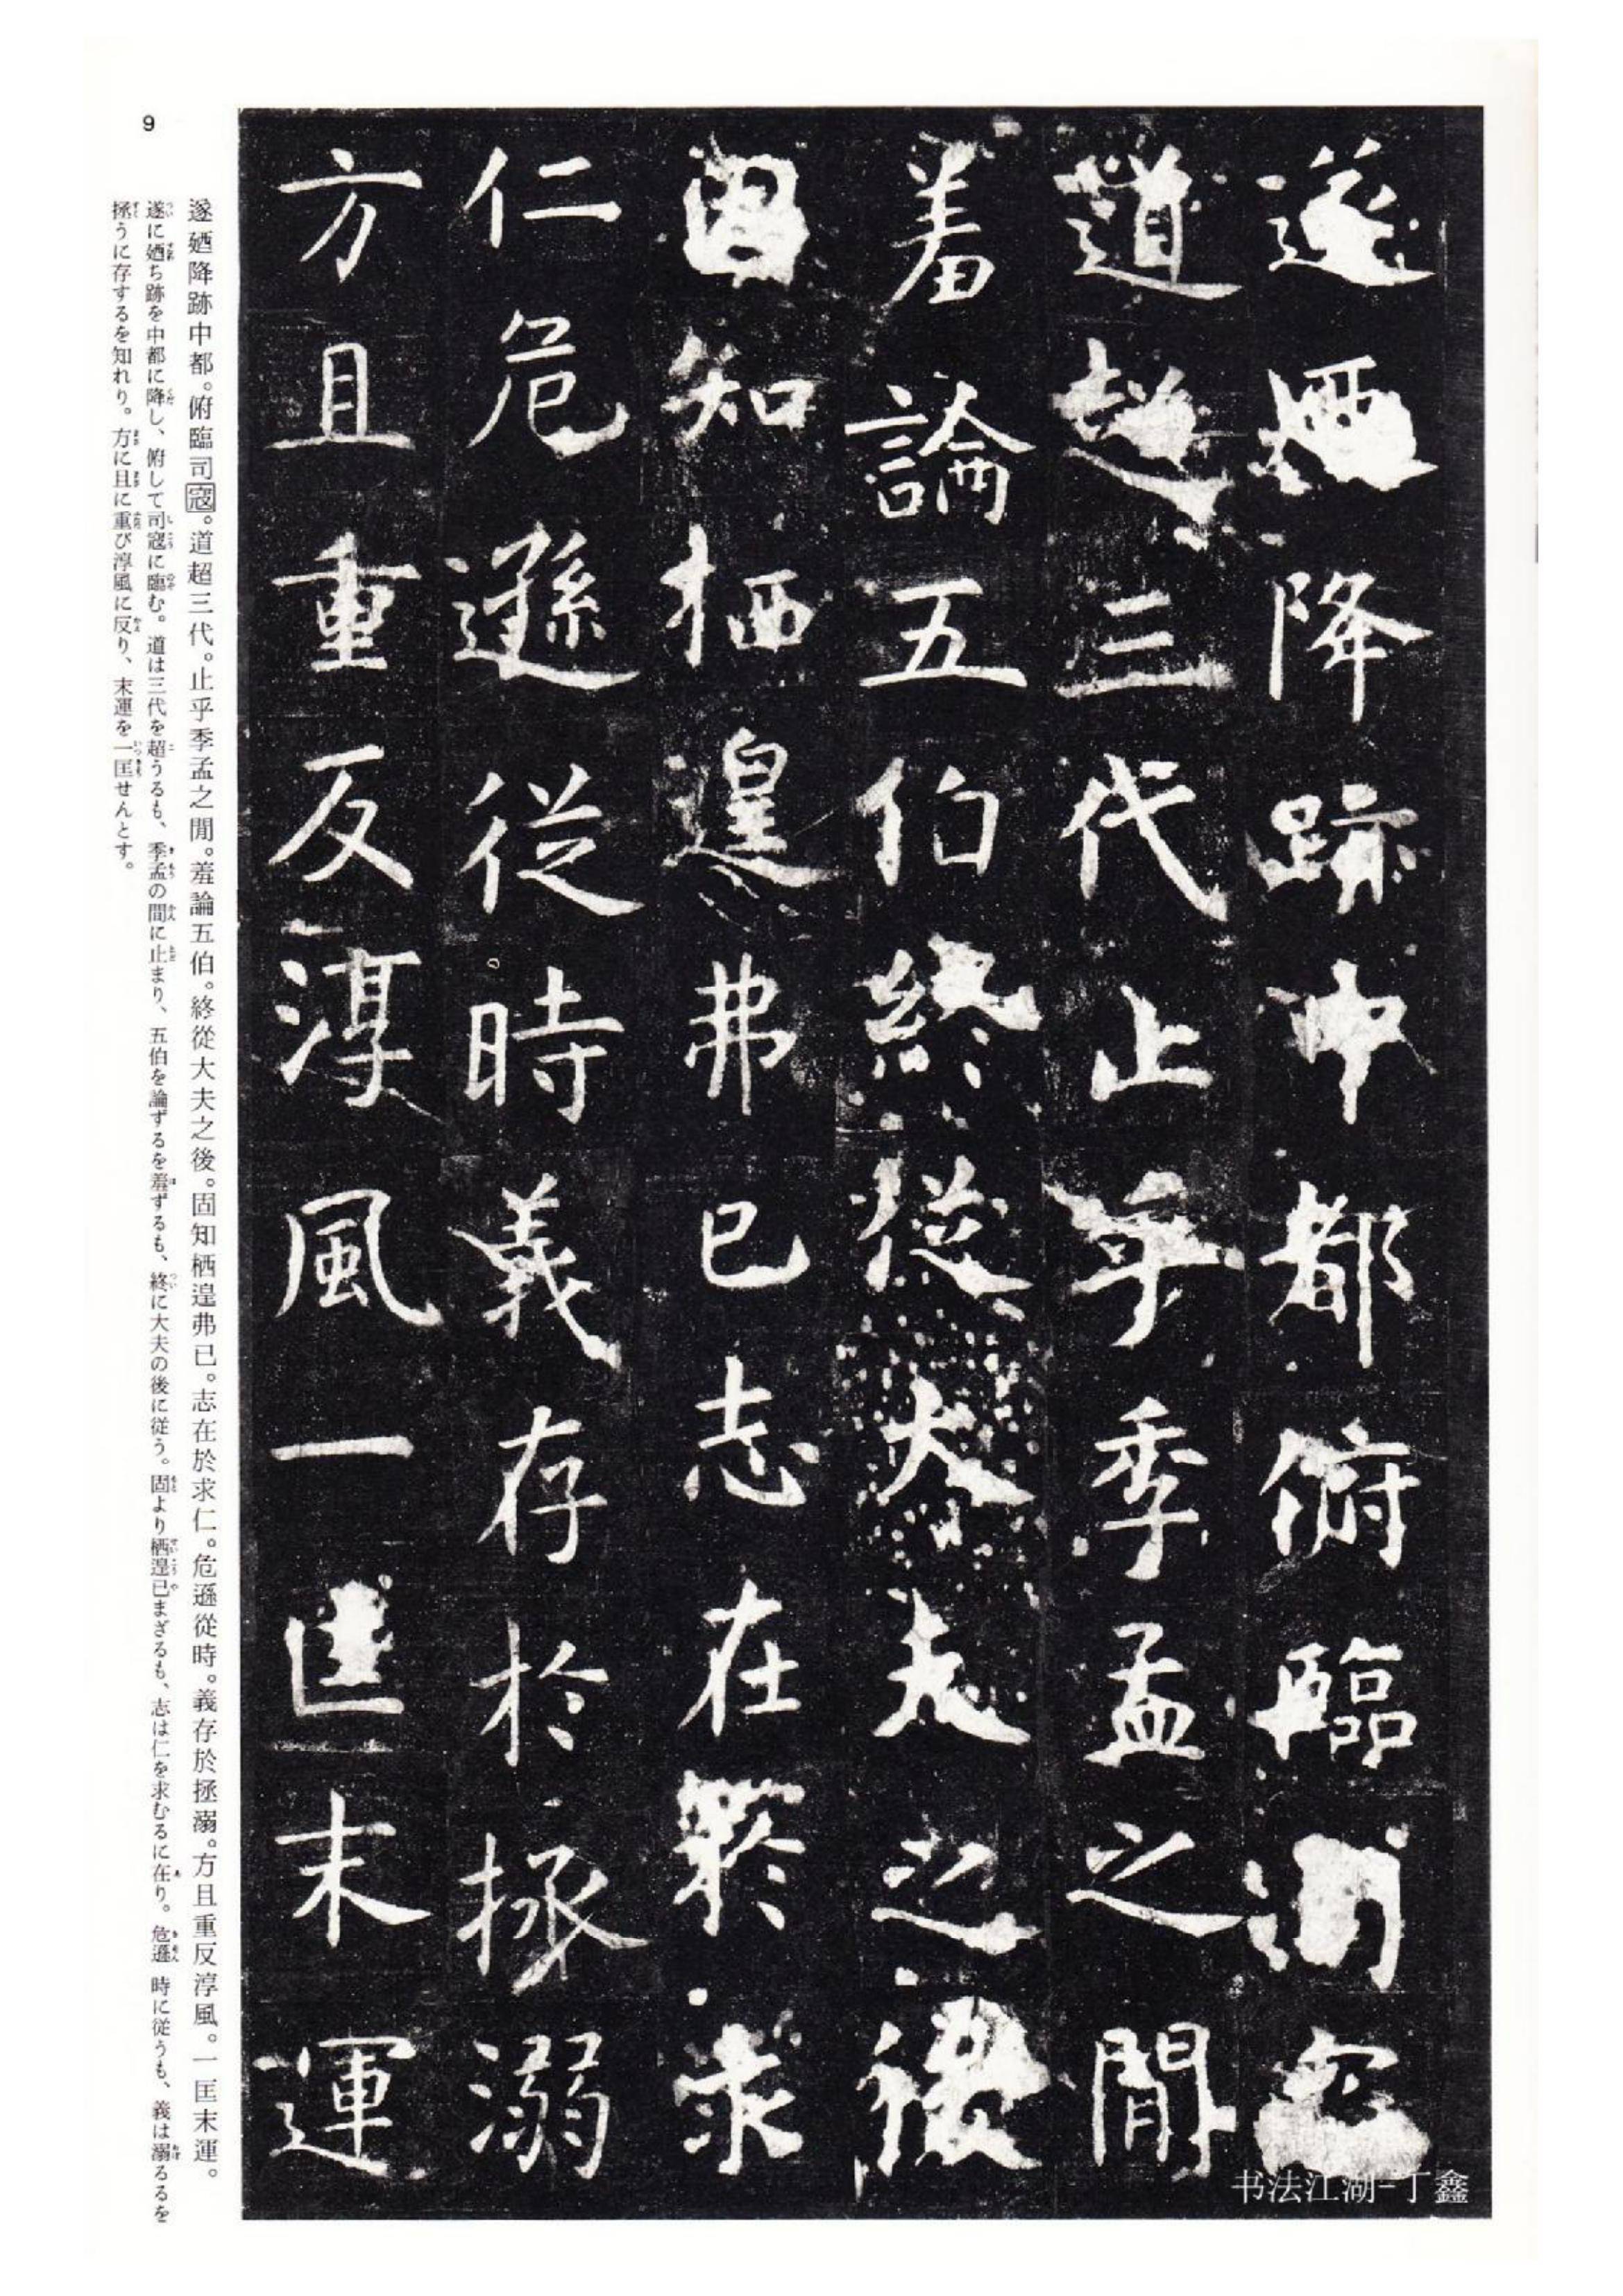 遂迺降跡中都俯臨司寇
道超三代止乎季孟之閒
羞論五伯終從大夫之後
固知栖遑弗已志在於求
仁危遜從時義存於拯溺
方且重反淳風一匡末運
遂迺降跡中都。俯臨司寇。道超三代。止乎季孟之閒。羞論五伯。終從大夫之後。固知栖遑弗已。志在於求仁。危遜從時。義存於拯溺。方且重反淳風。一匡末運。
遂に迺ち跡を中都に降し、俯して司寇に臨む。道は三代を超うるも、季孟の間に止まり、五伯を論ずるを羞ずるも、終に大夫の後に従う。固より栖遑已まざるも、志は仁を求むるに在り。危遜時に従うも、義は溺るるを
拯うに存するを知れり。方に且に重び淳風に反り、末運を一匡せんとす。
9
书法江湖-丁鑫